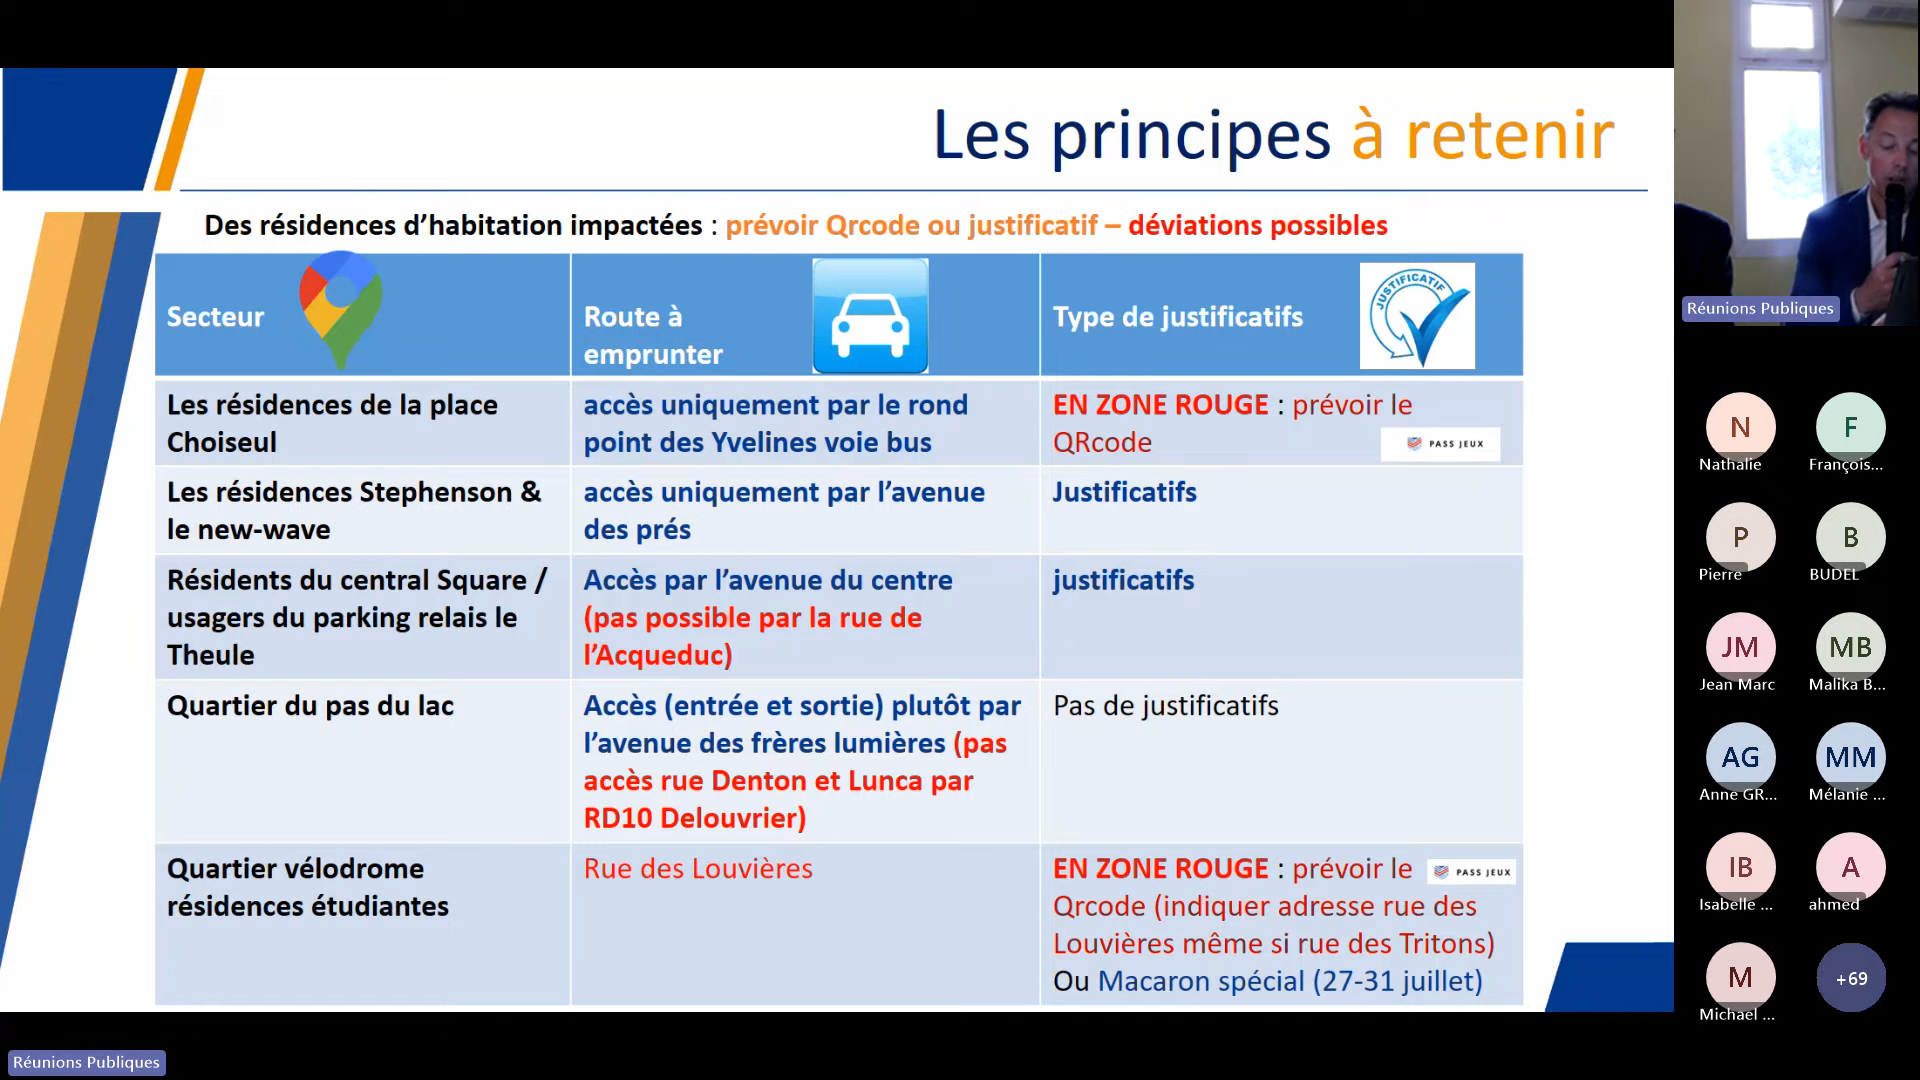 Les principes à retenir
Des résidences d’habitation impactées : prévoir Qrcode ou justificatif – déviations possibles
Secteur
Route à
emprunter
Type de justificatifs
JUSTIFICATIF
Les résidences de la place
Choiseul
accès uniquement par le rond
point des Yvelines voie bus
EN ZONE ROUGE : prévoir le
QRcode
PASS JEUX
Les résidences Stephenson &
le new-wave
accès uniquement par l’avenue
des prés
Justificatifs
Résidents du central Square /
usagers du parking relais le
Theule
Accès par l’avenue du centre
(pas possible par la rue de
l’Acqueduc)
justificatifs
Quartier du pas du lac
Accès (entrée et sortie) plutôt par
l’avenue des frères lumières (pas
accès rue Denton et Lunca par
RD10 Delouvrier)
Pas de justificatifs
Quartier vélodrome
résidences étudiantes
Rue des Louvières
EN ZONE ROUGE : prévoir le
PASS JEUX
Qrcode (indiquer adresse rue des
Louvières même si rue des Tritons)
Ou Macaron spécial (27-31 juillet)
Réunions Publiques
N
Nathalie
F
François...
P
Pierre
B
BUDEL
JM
Jean Marc
MB
Malika B...
AG
Anne GR...
MM
Mélanie ...
IB
Isabelle ...
A
ahmed
M
Michael ...
+69
Réunions Publiques